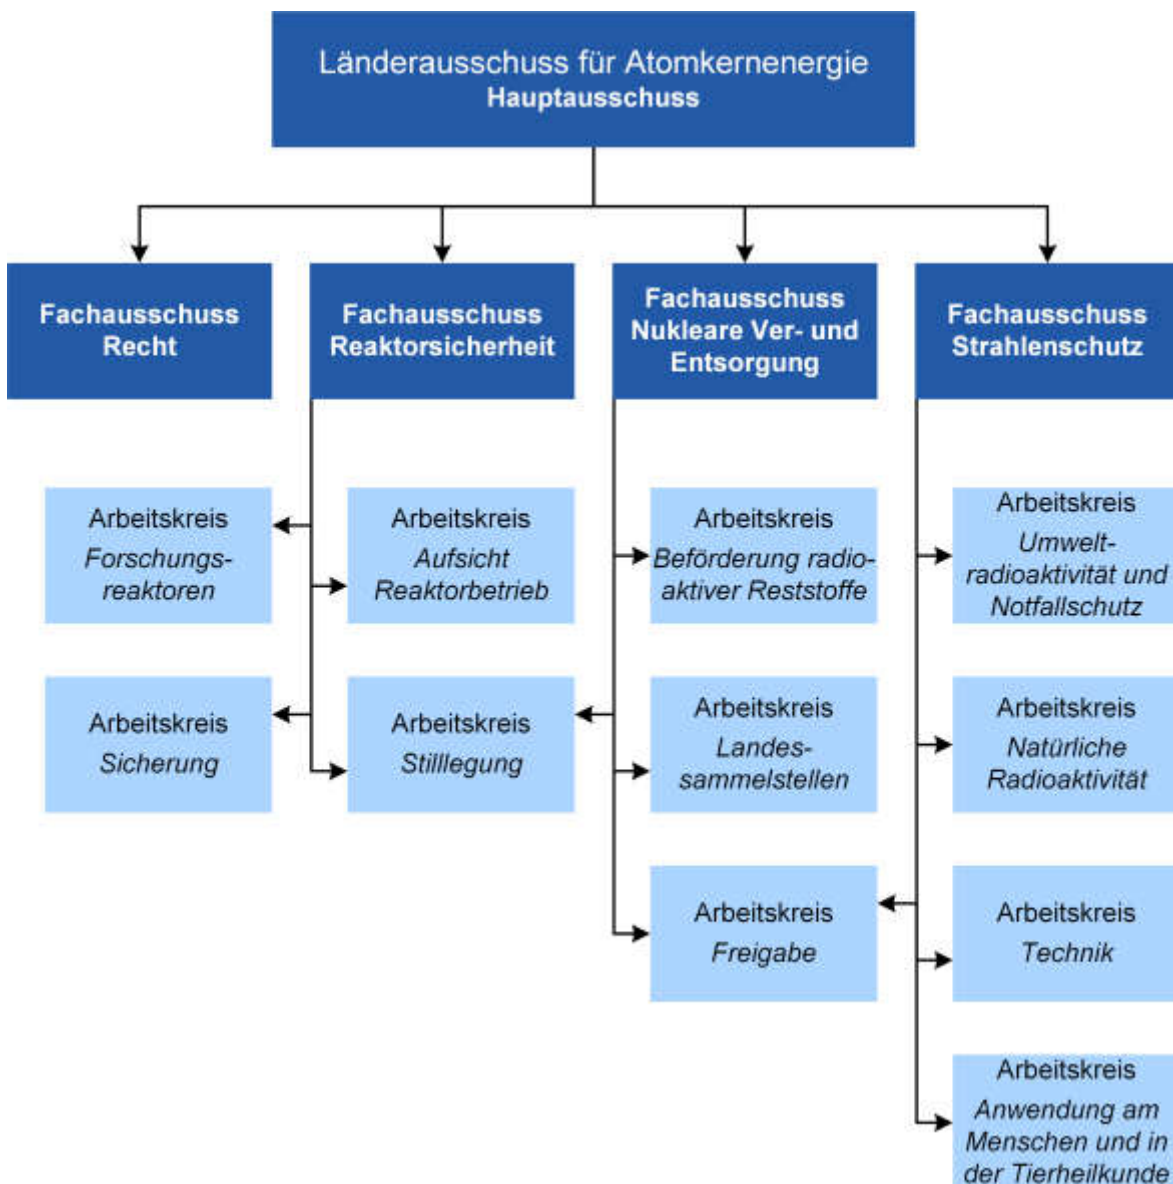 Länderausschuss für Atomkernenergie
Hauptausschuss
Fachausschuss
Recht
Fachausschuss
Reaktorsicherheit
Fachausschuss
Nukleare Ver- und
Entsorgung
Fachausschuss
Strahlenschutz
Arbeitskreis
Forschungs-
reaktoren
Arbeitskreis
Aufsicht
Reaktorbetrieb
Arbeitskreis
Beförderung radio-
aktiver Reststoffe
Arbeitskreis
Umwelt-
radioaktivität und
Notfallschutz
Arbeitskreis
Sicherung
Arbeitskreis
Stilllegung
Arbeitskreis
Landes-
sammelstellen
Arbeitskreis
Natürliche
Radioaktivität
Arbeitskreis
Freigabe
Arbeitskreis
Technik
Arbeitskreis
Anwendung am
Menschen und in
der Tierheilkunde